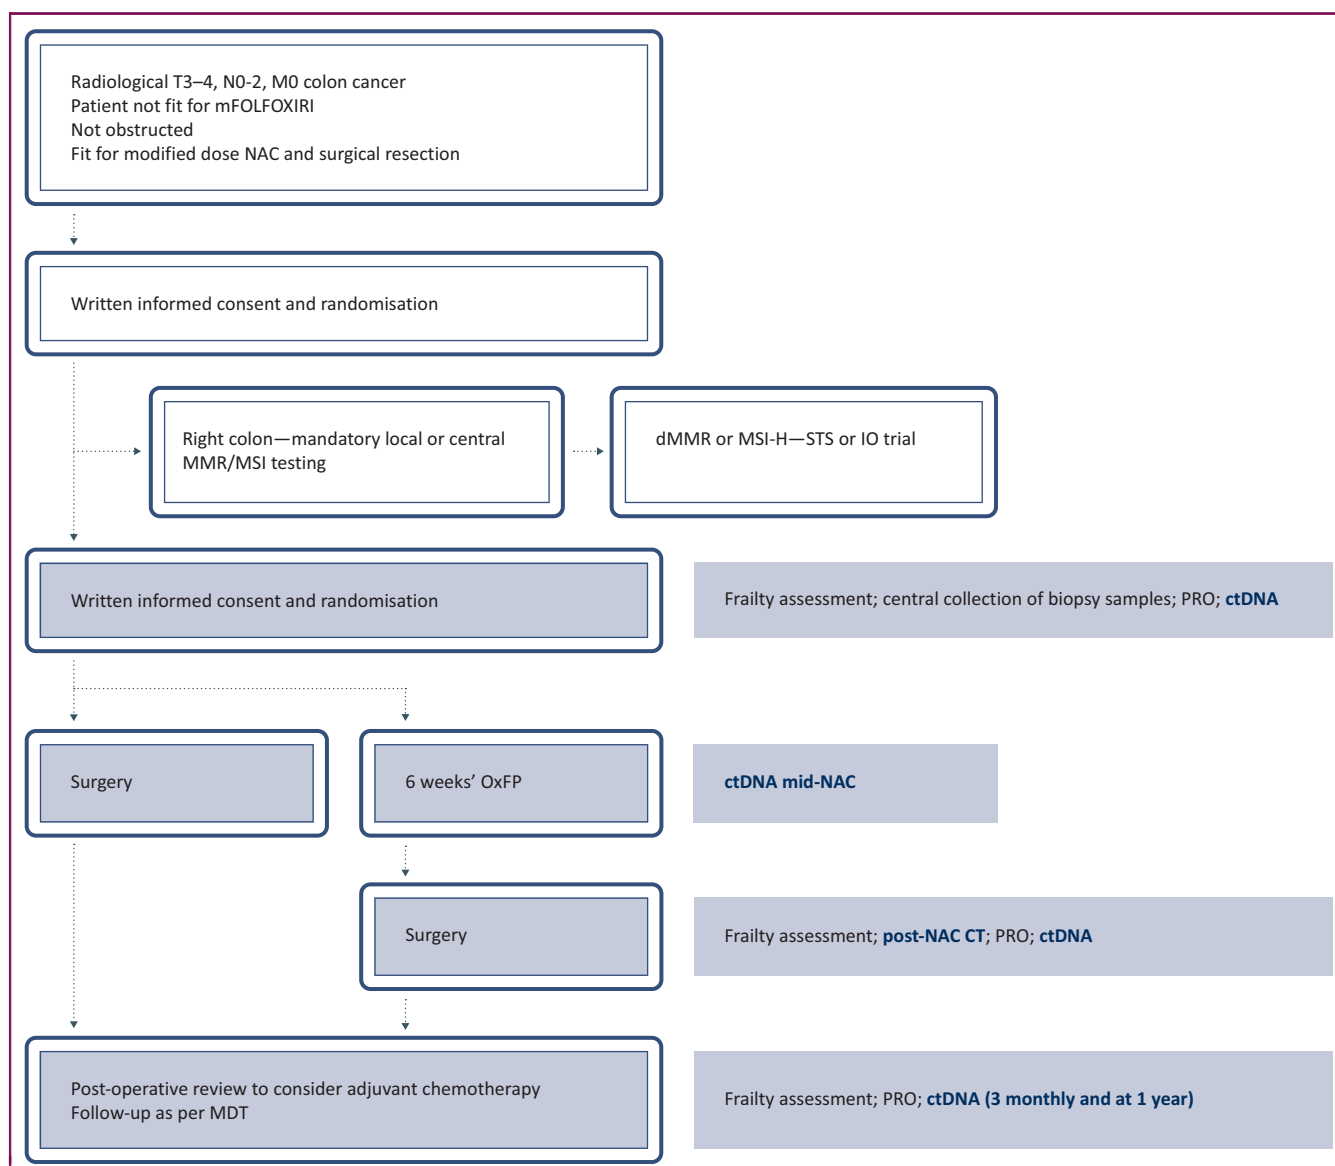 Radiological T3–4, N0-2, M0 colon cancer
Patient not fit for mFOLFOXIRI
Not obstructed
Fit for modified dose NAC and surgical resection
Written informed consent and randomisation
Right colon—mandatory local or central
MMR/MSI testing
dMMR or MSI-H—STS or IO trial
Written informed consent and randomisation
Frailty assessment; central collection of biopsy samples; PRO; ctDNA
Surgery
6 weeks’ OxFP
ctDNA mid-NAC
Surgery
Frailty assessment; post-NAC CT; PRO; ctDNA
Post-operative review to consider adjuvant chemotherapy
Follow-up as per MDT
Frailty assessment; PRO; ctDNA (3 monthly and at 1 year)